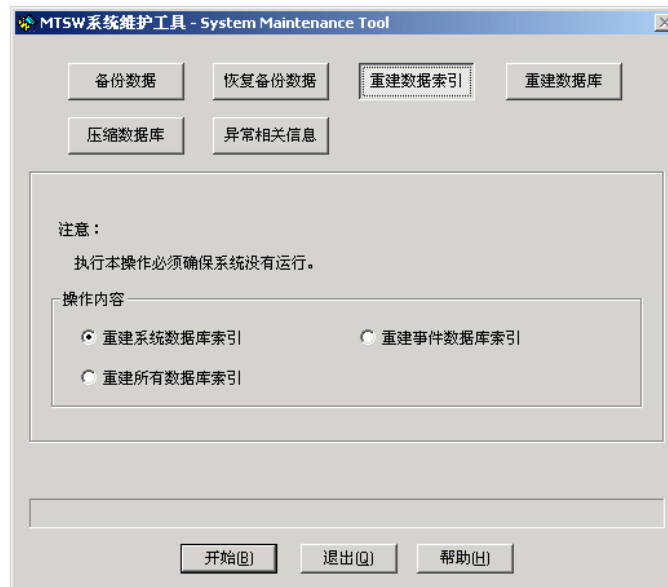 MTSW系统维护工具 - System Maintenance Tool
备份数据 恢复备份数据 重建数据索引 重建数据库
压缩数据库 异常相关信息
注意：
执行本操作必须确保系统没有运行。
操作内容
重建系统数据库索引 重建事件数据库索引
重建所有数据库索引
开始(B) 退出(Q) 帮助(H)